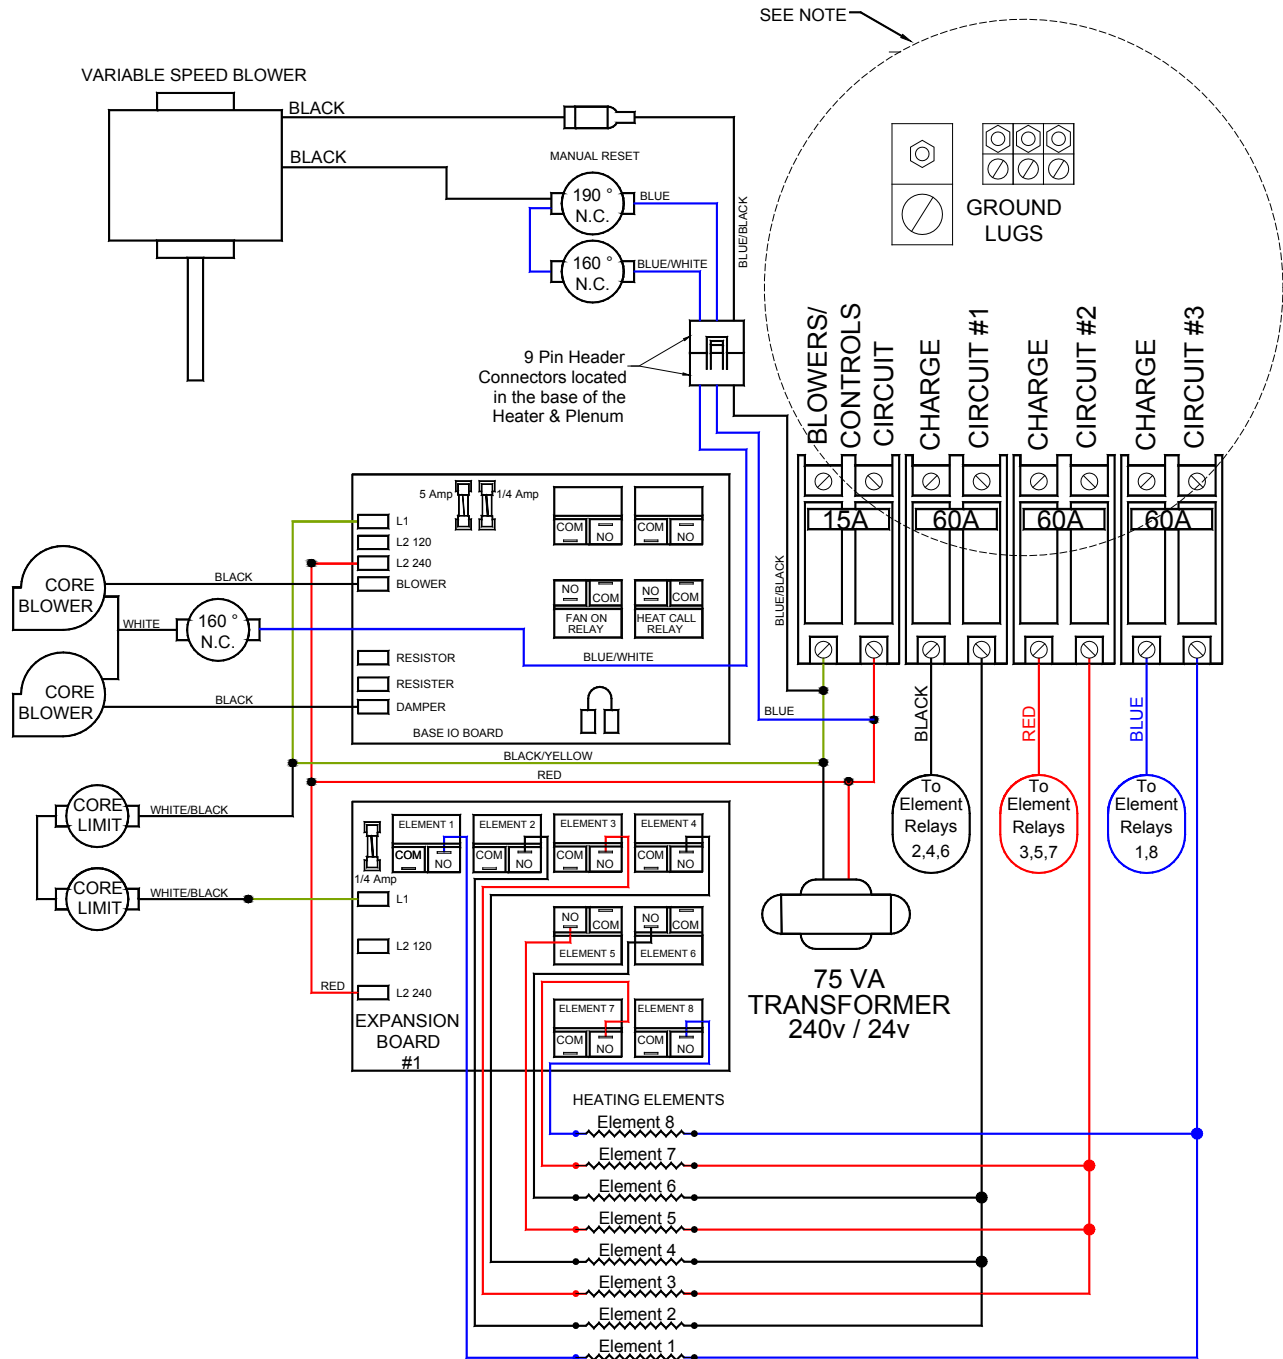 SEE NOTE
VARIABLE SPEED BLOWER
BLACK
BLACK
MANUAL RESET
190 °
N.C.
BLUE
160 °
N.C.
BLUE/WHITE
BLUE/BLACK
GROUND
LUGS
9 Pin Header
Connectors located
in the base of the
Heater & Plenum
BLOWERS/
CONTROLS
CIRCUIT
CHARGE
CIRCUIT #1
CHARGE
CIRCUIT #2
CHARGE
CIRCUIT #3
15A
60A
60A
60A
5 Amp
1/4 Amp
L1
L2 120
L2 240
BLOWER
COM
NO
COM
NO
NO
COM
FAN ON
RELAY
NO
COM
HEAT CALL
RELAY
CORE
BLOWER
BLACK
WHITE
160 °
N.C.
BLUE/WHITE
BLUE/BLACK
CORE
BLOWER
BLACK
RESISTOR
RESISTER
DAMPER
BASE IO BOARD
BLUE
BLACK
RED
BLUE
BLACK/YELLOW
RED
To
Element
Relays
2,4,6
To
Element
Relays
3,5,7
To
Element
Relays
1,8
CORE
LIMIT
WHITE/BLACK
CORE
LIMIT
WHITE/BLACK
1/4 Amp
ELEMENT 1
COM
NO
ELEMENT 2
COM
NO
ELEMENT 3
COM
NO
ELEMENT 4
COM
NO
L1
L2 120
RED
L2 240
NO
COM
ELEMENT 5
NO
COM
ELEMENT 6
ELEMENT 7
COM
NO
ELEMENT 8
COM
NO
EXPANSION
BOARD
#1
75 VA
TRANSFORMER
240v / 24v
HEATING ELEMENTS
Element 8
Element 7
Element 6
Element 5
Element 4
Element 3
Element 2
Element 1